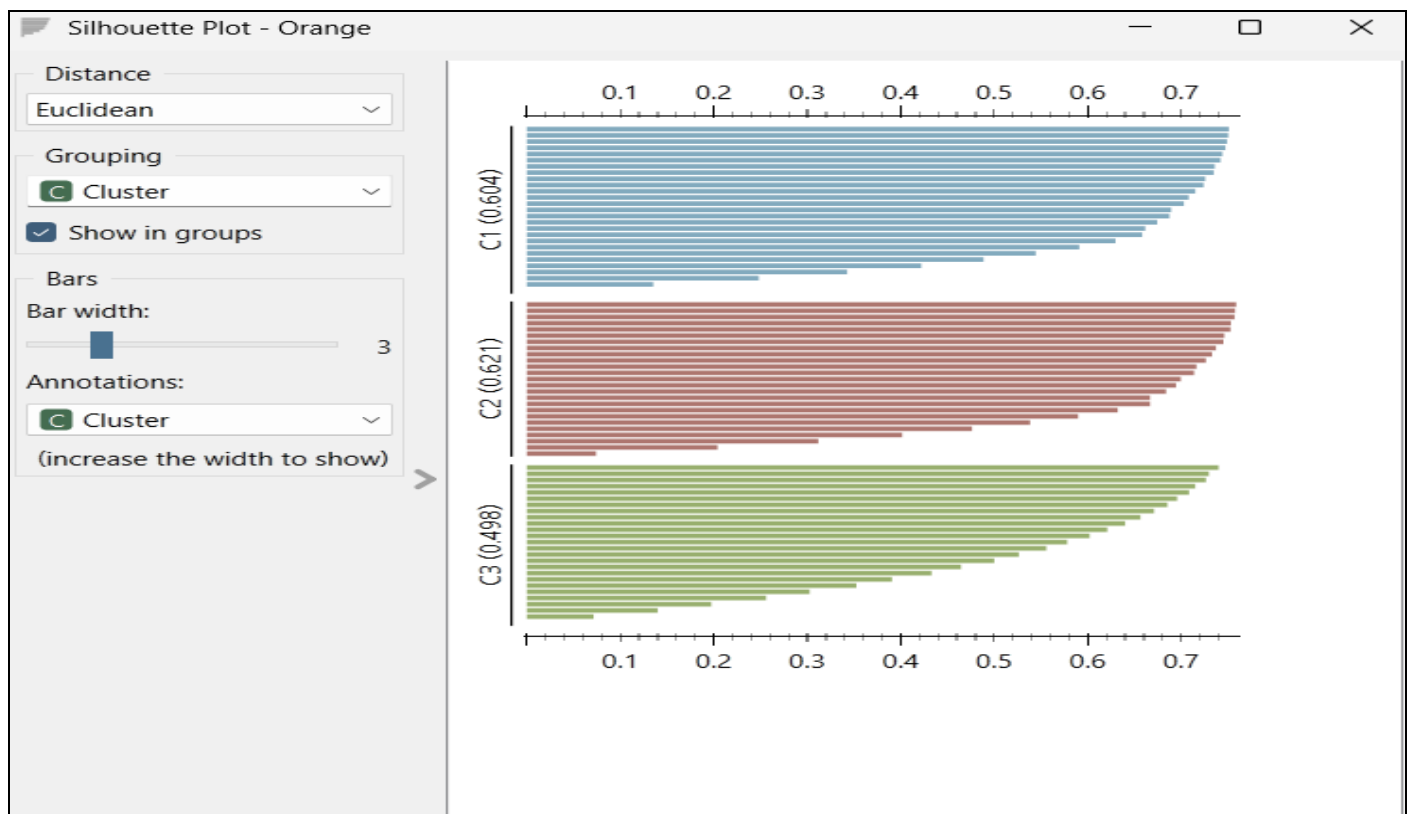 Silhouette Plot - Orange
Distance
Euclidean
Grouping
C Cluster
Show in groups
Bars
Bar width:
3
Annotations:
C Cluster
(increase the width to show)
>
0.1 0.2 0.3 0.4 0.5 0.6 0.7
C1 (0.604)
C2 (0.621)
C3 (0.498)
0.1 0.2 0.3 0.4 0.5 0.6 0.7